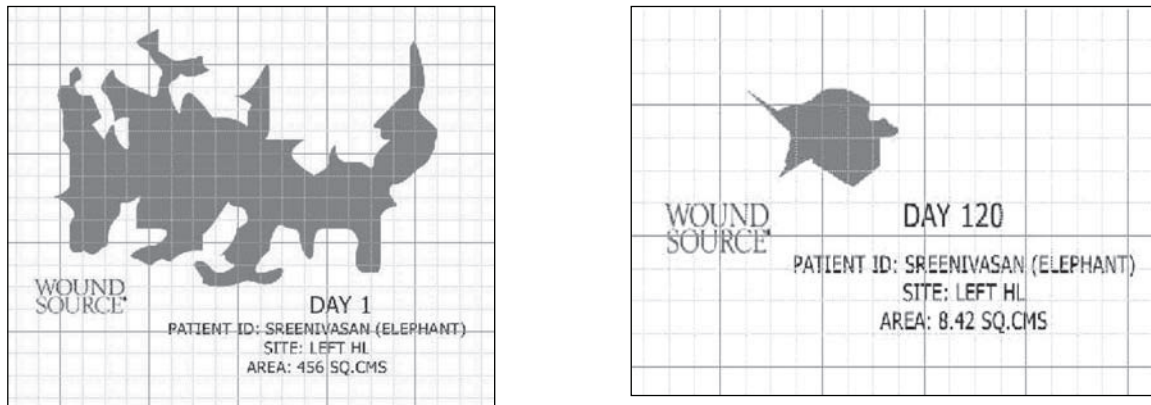 WOUND
SOURCE
DAY 1
PATIENT ID: SREENIVASAN (ELEPHANT)
SITE: LEFT HL
AREA: 456 SQ.CMS
WOUND
SOURCE
DAY 120
PATIENT ID: SREENIVASAN (ELEPHANT)
SITE: LEFT HL
AREA: 8.42 SQ.CMS